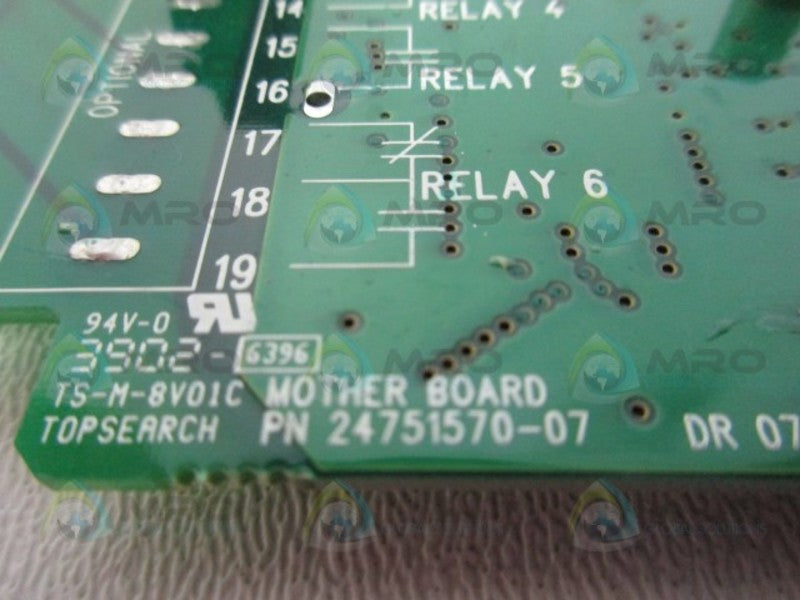 14 RELAY 4
15
RELAY 5
16
OPTIONAL
17
RELAY 6
18
19
94V-0
3902 6396
TS-M-8V01C MOTHER BOARD
TOPSEARCH PN 24751570-07 DR 07
MRO